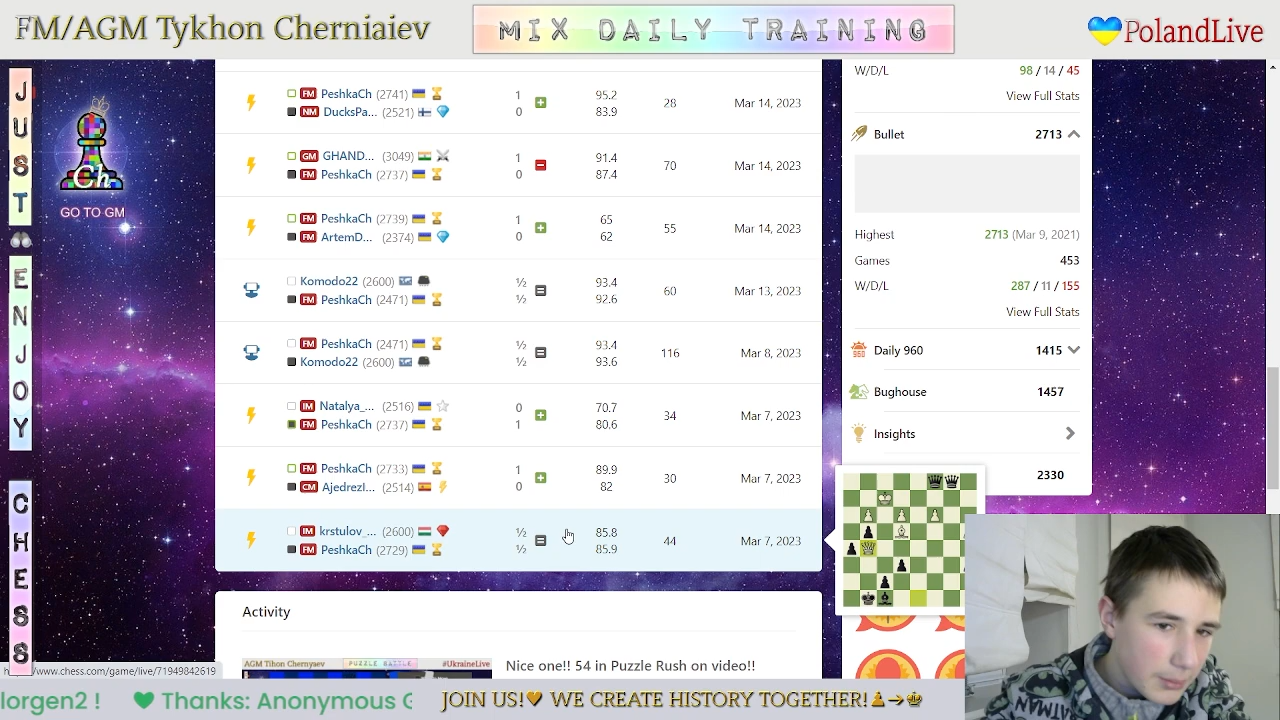 FM/AGM Tykhon Cherniaiev
MIX DAILY TRAINING
PolandLive
JUST
ENJOY
CHESS
Ch
GO TO GM
FM PeshkaCh (2741) 1 95.2
NM DucksPa... (2521) 0 83.9
28 Mar 14, 2023
GM GHAND... (3049) 1 91.4
FM PeshkaCh (2737) 0 87.4
70 Mar 14, 2023
FM PeshkaCh (2739) 1 65
FM ArtemD... (2374) 0 62
55 Mar 14, 2023
Komodo22 (2600) ½ 93.4
FM PeshkaCh (2471) ½ 92.6
60 Mar 13, 2023
FM PeshkaCh (2471) ½ 93.4
Komodo22 (2600) ½ 93.6
116 Mar 8, 2023
IM Natalya_... (2516) 0 70.7
FM PeshkaCh (2737) 1 80.6
34 Mar 7, 2023
FM PeshkaCh (2733) 1 89.9
CM AjedrezI... (2514) 0 82
30 Mar 7, 2023
IM krstulov_... (2600) ½ 85.8
FM PeshkaCh (2729) ½ 85.9
44 Mar 7, 2023
W/D/L 98 / 14 / 45
View Full Stats
Bullet 2713
Highest 2713 (Mar 9, 2021)
Games 453
W/D/L 287 / 11 / 155
View Full Stats
Daily 960 1415
Bughouse 1457
Insights
2330
Activity
AGM Tihon Chernyaev PUZZLE BATTLE #UkraineLive
Nice one!! 54 in Puzzle Rush on video!!
www.chess.com/game/live/71949842619
lorgen2 ! Thanks: Anonymous
JOIN US! WE CREATE HISTORY TOGETHER!